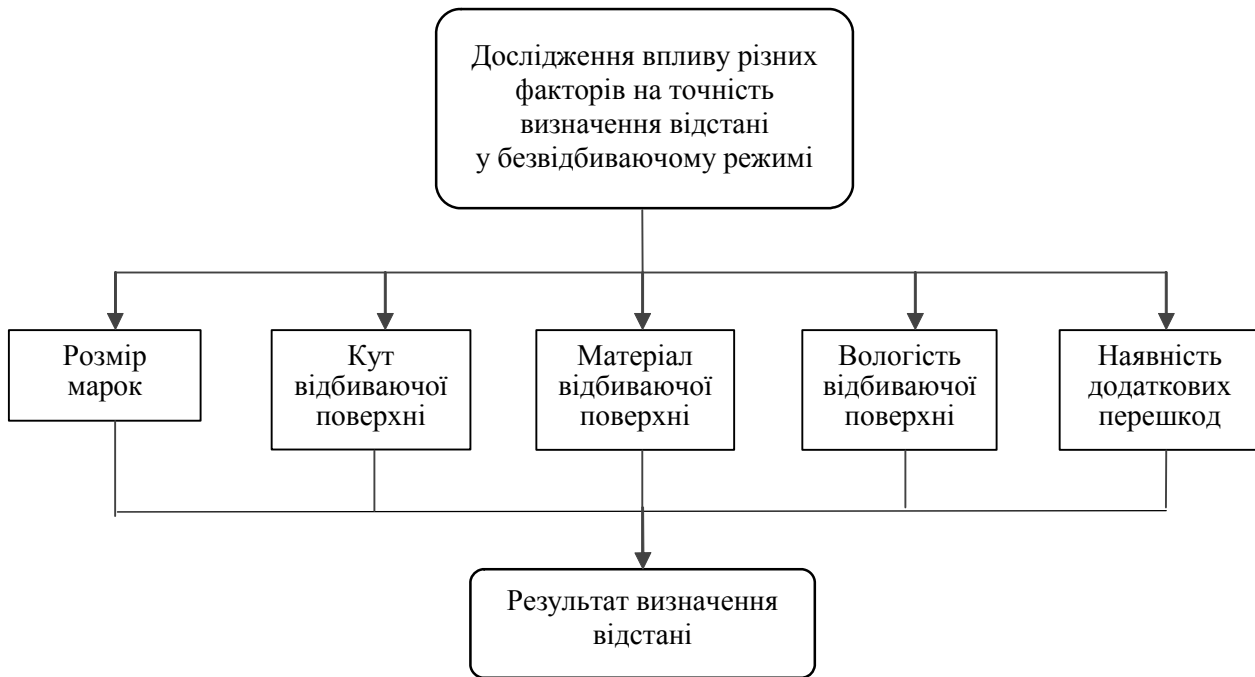 Дослідження впливу різних
факторів на точність
визначення відстані
у безвідбиваючому режимі
Розмір
марок
Кут
відбиваючої
поверхні
Матеріал
відбиваючої
поверхні
Вологість
відбиваючої
поверхні
Наявність
додаткових
перешкод
Результат визначення
відстані